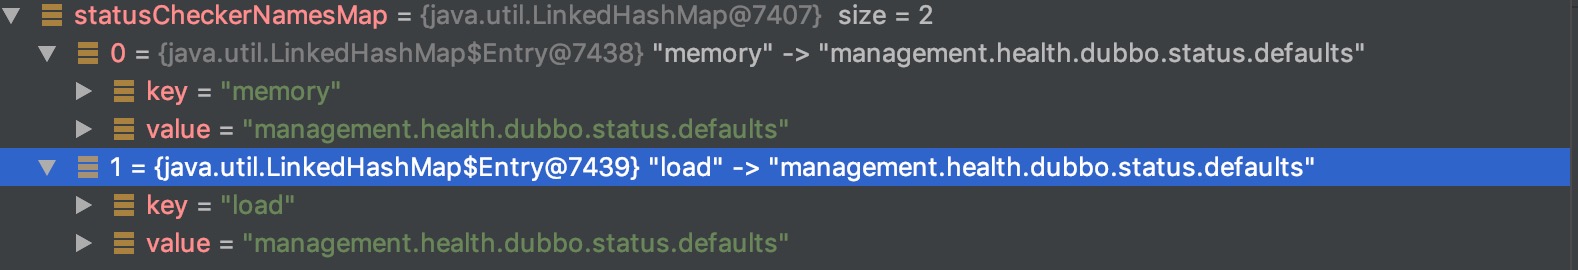 statusCheckerNamesMap = {java.util.LinkedHashMap@7407} size = 2
0 = {java.util.LinkedHashMap$Entry@7438} "memory" -> "management.health.dubbo.status.defaults"
key = "memory"
value = "management.health.dubbo.status.defaults"
1 = {java.util.LinkedHashMap$Entry@7439} "load" -> "management.health.dubbo.status.defaults"
key = "load"
value = "management.health.dubbo.status.defaults"